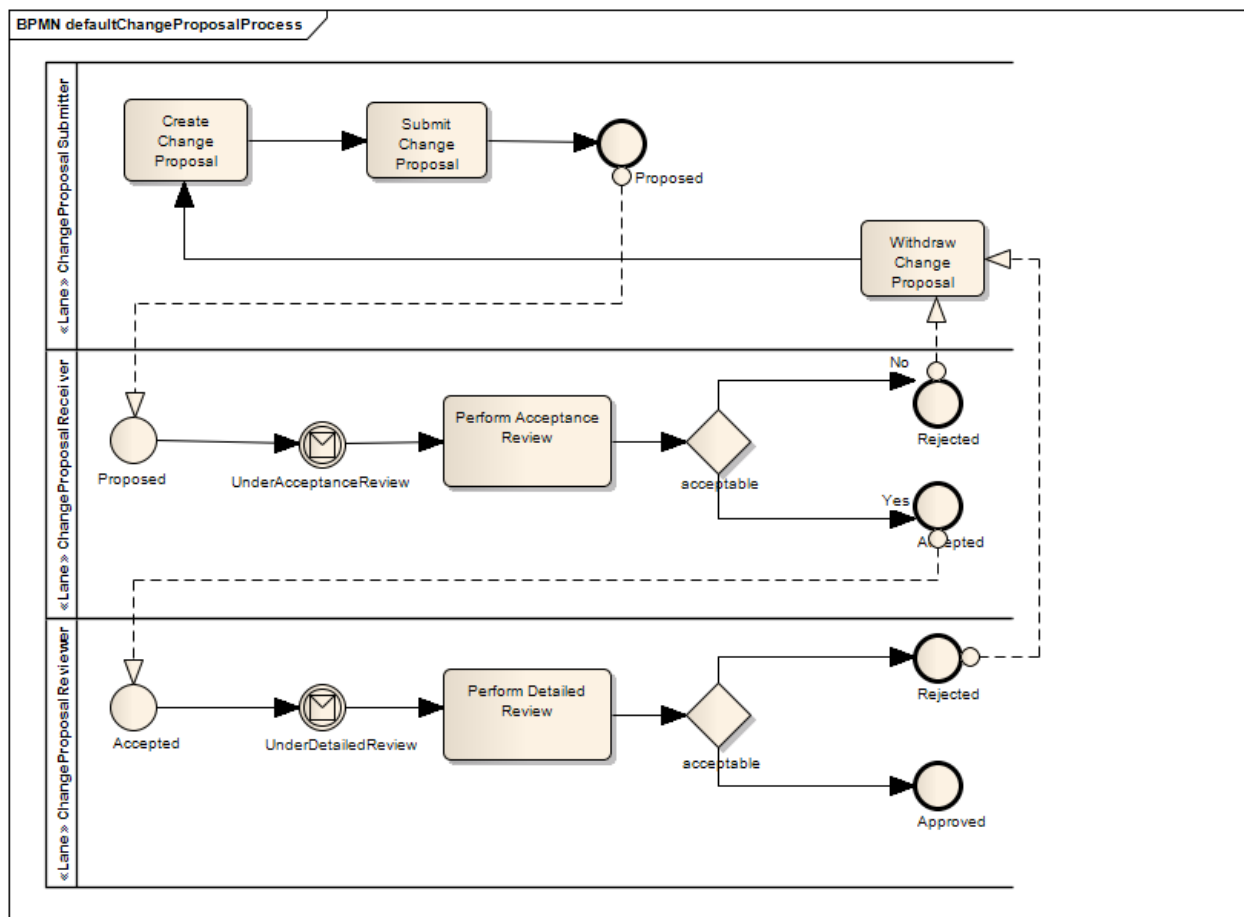 BPMN defaultChangeProposalProcess
«Lane» ChangeProposalSubmitter
Create
Change
Proposal
Submit
Change
Proposal
Proposed
Withdraw
Change
Proposal
«Lane» ChangeProposalReceiver
Proposed
UnderAcceptanceReview
Perform Acceptance
Review
acceptable
No
Rejected
Yes
Accepted
«Lane» ChangeProposalReviewer
Accepted
UnderDetailedReview
Perform Detailed
Review
acceptable
Rejected
Approved